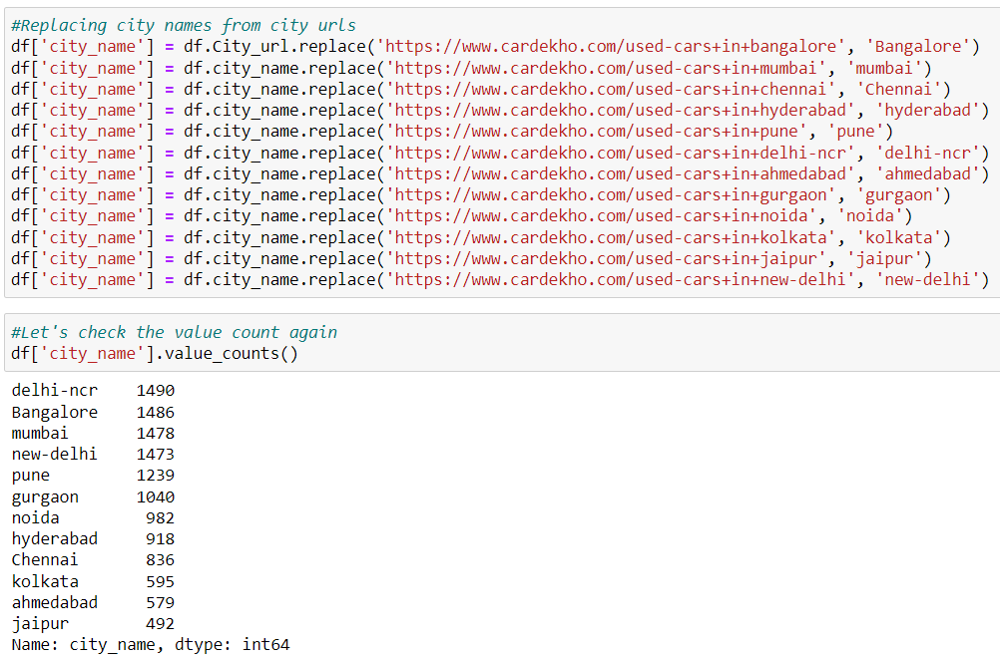 #Replacing city names from city urls
df['city_name'] = df.City_url.replace('https://www.cardekho.com/used-cars+in+bangalore', 'Bangalore')
df['city_name'] = df.city_name.replace('https://www.cardekho.com/used-cars+in+mumbai', 'mumbai')
df['city_name'] = df.city_name.replace('https://www.cardekho.com/used-cars+in+chennai', 'Chennai')
df['city_name'] = df.city_name.replace('https://www.cardekho.com/used-cars+in+hyderabad', 'hyderabad')
df['city_name'] = df.city_name.replace('https://www.cardekho.com/used-cars+in+pune', 'pune')
df['city_name'] = df.city_name.replace('https://www.cardekho.com/used-cars+in+delhi-ncr', 'delhi-ncr')
df['city_name'] = df.city_name.replace('https://www.cardekho.com/used-cars+in+ahmedabad', 'ahmedabad')
df['city_name'] = df.city_name.replace('https://www.cardekho.com/used-cars+in+gurgaon', 'gurgaon')
df['city_name'] = df.city_name.replace('https://www.cardekho.com/used-cars+in+noida', 'noida')
df['city_name'] = df.city_name.replace('https://www.cardekho.com/used-cars+in+kolkata', 'kolkata')
df['city_name'] = df.city_name.replace('https://www.cardekho.com/used-cars+in+jaipur', 'jaipur')
df['city_name'] = df.city_name.replace('https://www.cardekho.com/used-cars+in+new-delhi', 'new-delhi')
#Let's check the value count again
df['city_name'].value_counts()
delhi-ncr    1490
Bangalore    1486
mumbai       1478
new-delhi    1473
pune         1239
gurgaon      1040
noida         982
hyderabad     918
Chennai       836
kolkata       595
ahmedabad     579
jaipur        492
Name: city_name, dtype: int64